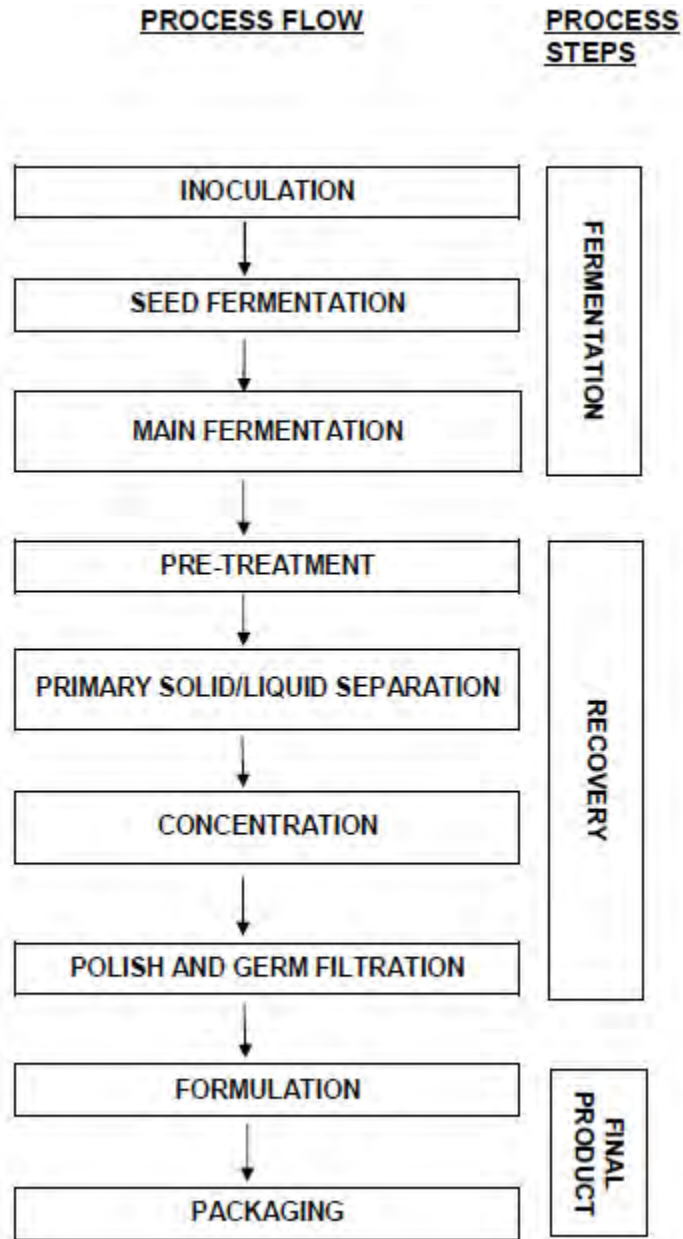 PROCESS FLOW
PROCESS
STEPS
INOCULATION
SEED FERMENTATION
MAIN FERMENTATION
FERMENTATION
PRE-TREATMENT
PRIMARY SOLID/LIQUID SEPARATION
CONCENTRATION
POLISH AND GERM FILTRATION
RECOVERY
FORMULATION
PACKAGING
FINAL
PRODUCT